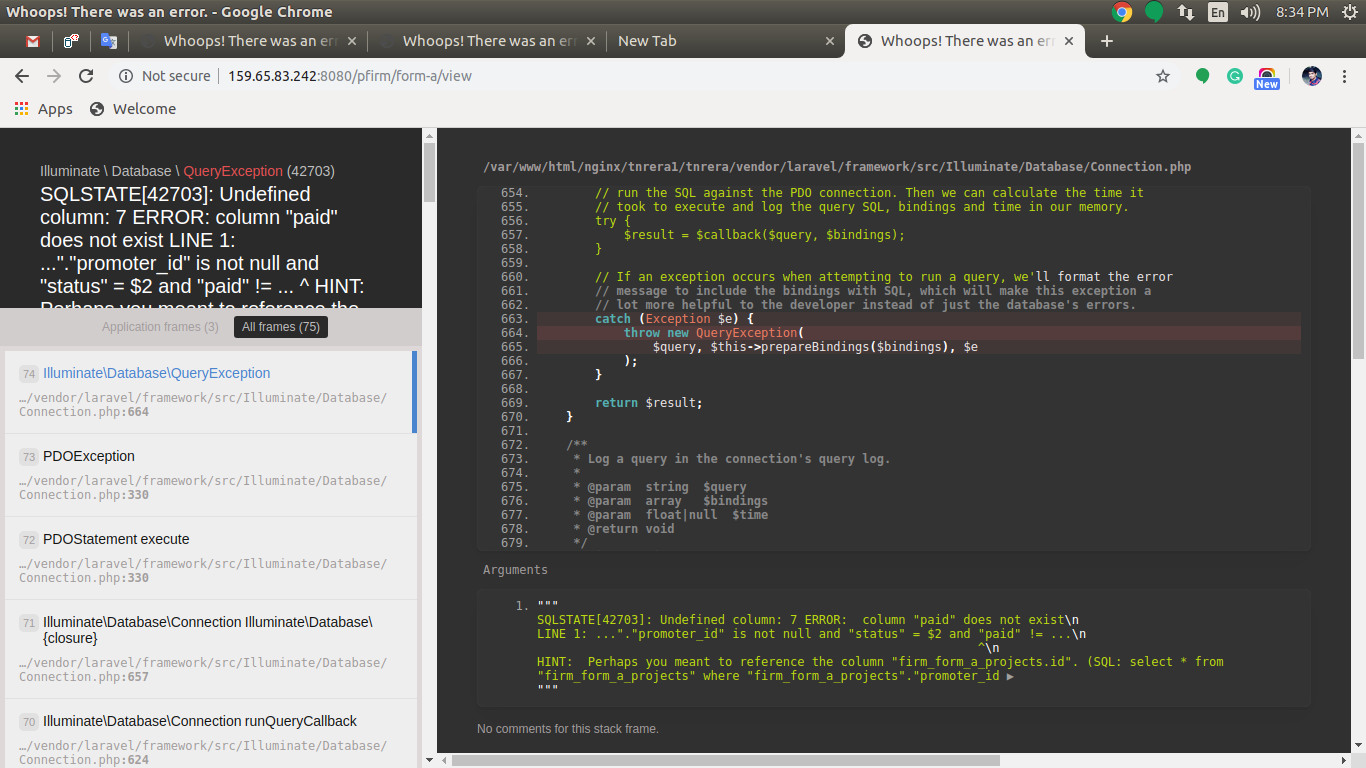 Whoops! There was an error. - Google Chrome
En
8:34 PM
Whoops! There was an err
Whoops! There was an err
New Tab
Whoops! There was an err
Not secure
159.65.83.242:8080/pfirm/form-a/view
New
Apps
Welcome
Illuminate \ Database \ QueryException (42703)
SQLSTATE[42703]: Undefined
column: 7 ERROR: column "paid"
does not exist LINE 1:
..."."promoter_id" is not null and
"status" = $2 and "paid" != ... ^ HINT:
Perhaps you meant to reference the
Application frames (3)
All frames (75)
74 Illuminate\Database\QueryException
…/vendor/laravel/framework/src/Illuminate/Database/
Connection.php:664
73 PDOException
…/vendor/laravel/framework/src/Illuminate/Database/
Connection.php:330
72 PDOStatement execute
…/vendor/laravel/framework/src/Illuminate/Database/
Connection.php:330
71 Illuminate\Database\Connection Illuminate\Database\
{closure}
…/vendor/laravel/framework/src/Illuminate/Database/
Connection.php:657
70 Illuminate\Database\Connection runQueryCallback
…/vendor/laravel/framework/src/Illuminate/Database/
Connection.php:624
/var/www/html/nginx/tnrera1/tnrera/vendor/laravel/framework/src/Illuminate/Database/Connection.php
654. // run the SQL against the PDO connection. Then we can calculate the time it
655. // took to execute and log the query SQL, bindings and time in our memory.
656. try {
657. $result = $callback($query, $bindings);
658. }
659.
660. // If an exception occurs when attempting to run a query, we'll format the error
661. // message to include the bindings with SQL, which will make this exception a
662. // lot more helpful to the developer instead of just the database's errors.
663. catch (Exception $e) {
664. throw new QueryException(
665. $query, $this->prepareBindings($bindings), $e
666. );
667. }
668.
669. return $result;
670. }
671.
672. /**
673. * Log a query in the connection's query log.
674. *
675. * @param  string  $query
676. * @param  array   $bindings
677. * @param  float|null  $time
678. * @return void
679. */
Arguments
1. """
SQLSTATE[42703]: Undefined column: 7 ERROR:  column "paid" does not exist\n
LINE 1: ..."."promoter_id" is not null and "status" = $2 and "paid" != ...\n
^\n
HINT:  Perhaps you meant to reference the column "firm_form_a_projects.id". (SQL: select * from
"firm_form_a_projects" where "firm_form_a_projects"."promoter_id ▶
"""
No comments for this stack frame.